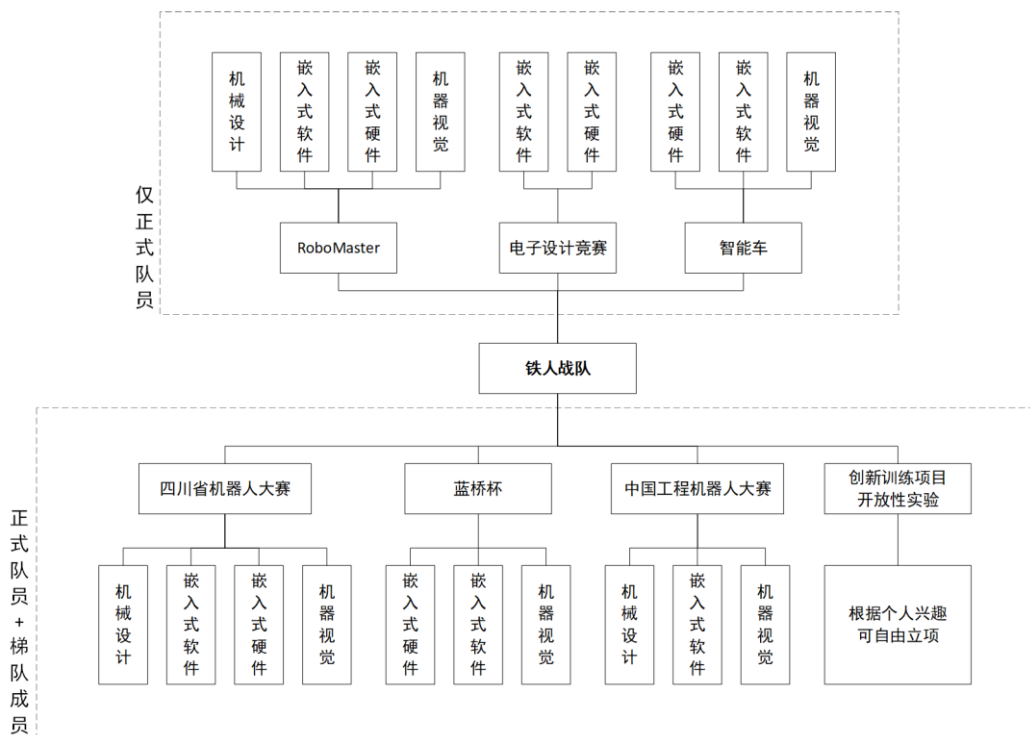 机械设计
嵌入式软件
嵌入式硬件
机器视觉
嵌入式软件
嵌入式硬件
嵌入式硬件
嵌入式软件
机器视觉
仅正式队员
RoboMaster
电子设计竞赛
智能车
铁人战队
四川省机器人大赛
蓝桥杯
中国工程机器人大赛
创新训练项目
开放性实验
正式队员+梯队成员
机械设计
嵌入式软件
嵌入式硬件
机器视觉
嵌入式硬件
嵌入式软件
机器视觉
机械设计
嵌入式软件
机器视觉
根据个人兴趣
可自由立项